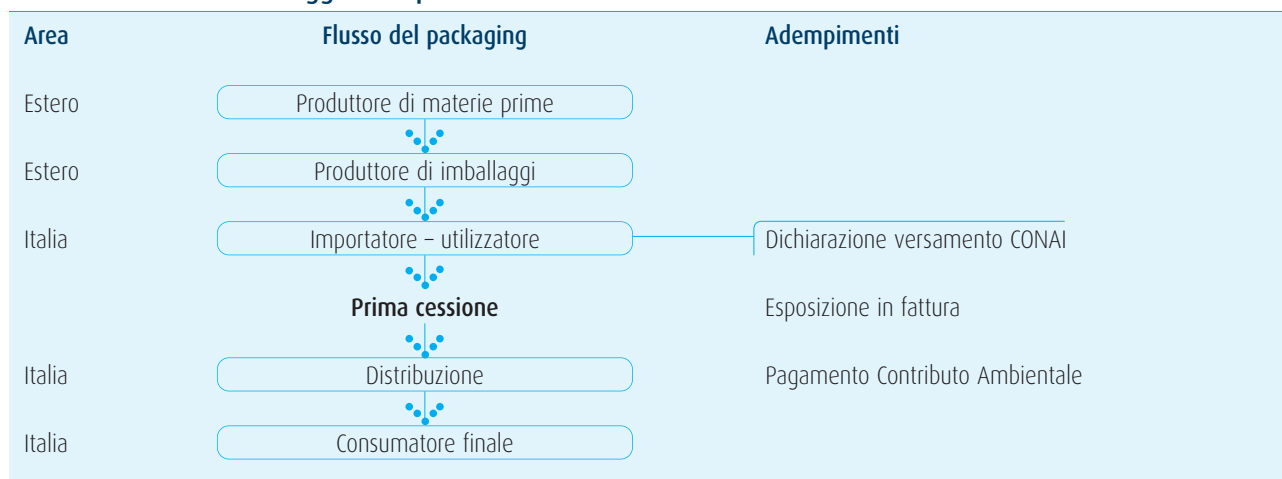 Area Flusso del packaging Adempimenti
Estero Produttore di materie prime
Estero Produttore di imballaggi
Italia Importatore – utilizzatore Dichiarazione versamento CONAI
Prima cessione Esposizione in fattura
Italia Distribuzione Pagamento Contributo Ambientale
Italia Consumatore finale